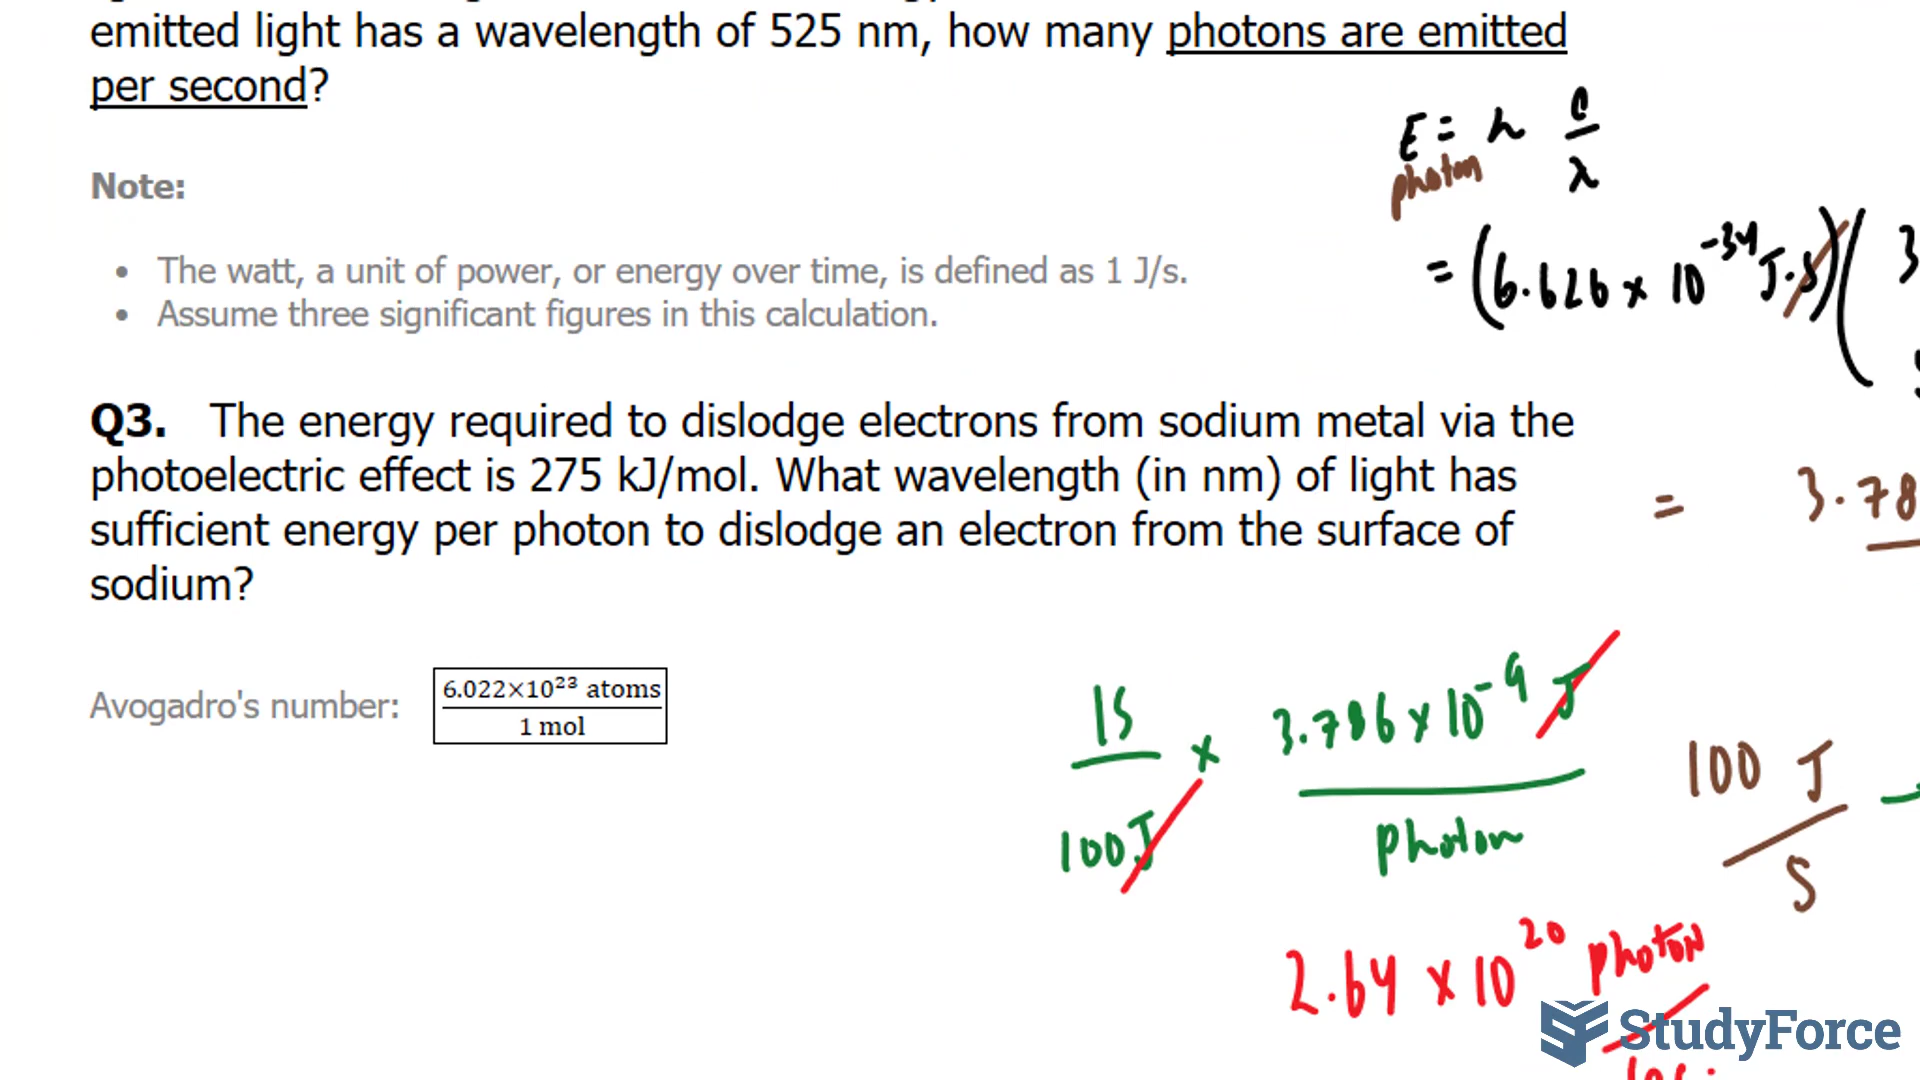 emitted light has a wavelength of 525 nm, how many photons are emitted
per second?
E = h c/λ
photon
Note:
= (6.626 × 10⁻³⁴ J·s)( 3
• The watt, a unit of power, or energy over time, is defined as 1 J/s.
• Assume three significant figures in this calculation.
Q3. The energy required to dislodge electrons from sodium metal via the
photoelectric effect is 275 kJ/mol. What wavelength (in nm) of light has
= 3.78
sufficient energy per photon to dislodge an electron from the surface of
sodium?
Avogadro's number: 6.022×10²³ atoms
1 mol
1S × 3.786 × 10⁻⁹ J
100 J photon
100 J
S
2.64 × 10²⁰ photon
StudyForce